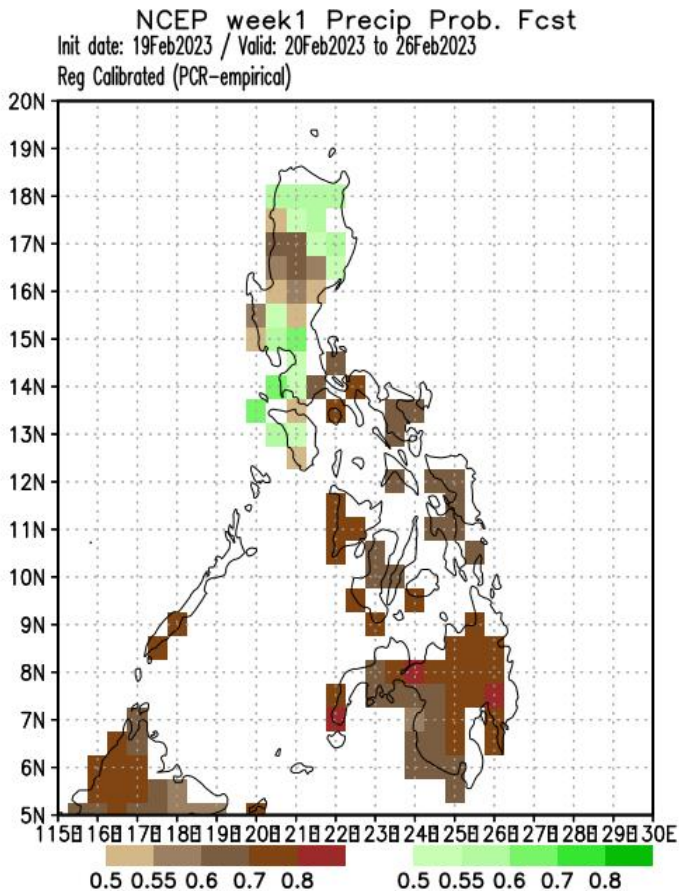 NCEP week1 Precip Prob. Fcst
Init date: 19Feb2023 / Valid: 20Feb2023 to 26Feb2023
Reg Calibrated (PCR-empirical)
20N
19N
18N
17N
16N
15N
14N
13N
12N
11N
10N
9N
8N
7N
6N
5N
115E 116E 117E 118E 119E 120E 121E 122E 123E 124E 125E 126E 127E 128E 129E 130E
0.5 0.55 0.6 0.7 0.8 0.5 0.55 0.6 0.7 0.8